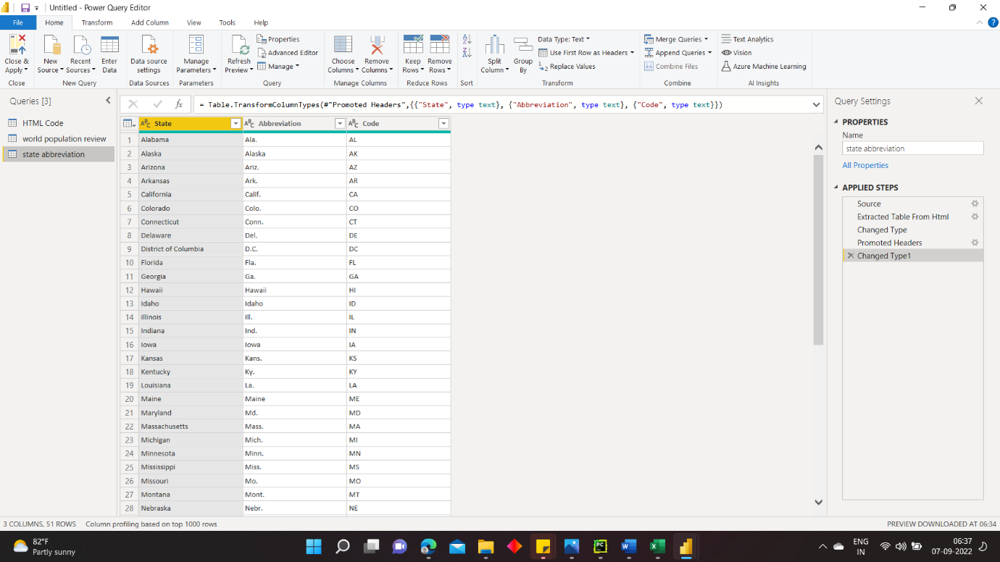 Untitled - Power Query Editor
File Home Transform Add Column View Tools Help
Close & Apply
New Source
Recent Sources
Enter Data
Data source settings
Manage Parameters
Refresh Preview
Properties
Advanced Editor
Manage
Choose Columns
Remove Columns
Keep Rows
Remove Rows
Split Column
Group By
Data Type: Text
Use First Row as Headers
Replace Values
Merge Queries
Append Queries
Combine Files
Text Analytics
Vision
Azure Machine Learning
Close New Query Data Sources Parameters Query Manage Columns Reduce Rows Sort Transform Combine AI Insights
Queries [3]
HTML Code
world population review
state abbreviation
fx = Table.TransformColumnTypes(#"Promoted Headers",{{"State", type text}, {"Abbreviation", type text}, {"Code", type text}})
ABC State ABC Abbreviation ABC Code
1 Alabama Ala. AL
2 Alaska Alaska AK
3 Arizona Ariz. AZ
4 Arkansas Ark. AR
5 California Calif. CA
6 Colorado Colo. CO
7 Connecticut Conn. CT
8 Delaware Del. DE
9 District of Columbia D.C. DC
10 Florida Fla. FL
11 Georgia Ga. GA
12 Hawaii Hawaii HI
13 Idaho Idaho ID
14 Illinois Ill. IL
15 Indiana Ind. IN
16 Iowa Iowa IA
17 Kansas Kans. KS
18 Kentucky Ky. KY
19 Louisiana La. LA
20 Maine Maine ME
21 Maryland Md. MD
22 Massachusetts Mass. MA
23 Michigan Mich. MI
24 Minnesota Minn. MN
25 Mississippi Miss. MS
26 Missouri Mo. MO
27 Montana Mont. MT
28 Nebraska Nebr. NE
Query Settings
PROPERTIES
Name
state abbreviation
All Properties
APPLIED STEPS
Source
Extracted Table From Html
Changed Type
Promoted Headers
Changed Type1
3 COLUMNS, 51 ROWS Column profiling based on top 1000 rows
PREVIEW DOWNLOADED AT 06:34
82°F
Partly sunny
PC
W
X
ENG
IN
06:37
07-09-2022